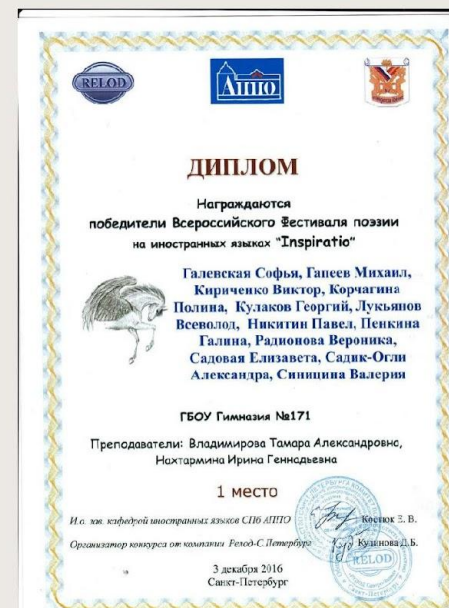 RELOD
АППО
ДИПЛОМ
Награждаются
победители Всероссийского Фестиваля поэзии
на иностранных языках "Inspiratio"
Галевская Софья, Гапеев Михаил,
Кириченко Виктор, Корчагина
Полина, Кулаков Георгий, Лукьянов
Всеволод, Никитин Павел, Пенкина
Галина, Радионова Вероника,
Садовая Елизавета, Садик-Огли
Александра, Синицина Валерия
ГБОУ Гимназия №171
Преподаватели: Владимирова Тамара Александровна,
Нахтармина Ирина Геннадьевна
1 место
И.о. зав. кафедрой иностранных языков СПб АППО Костюк Е. В.
Организатор конкурса от компании Релод-С.Петербург Д.Б.
RELOD
3 декабря 2016
Санкт-Петербург